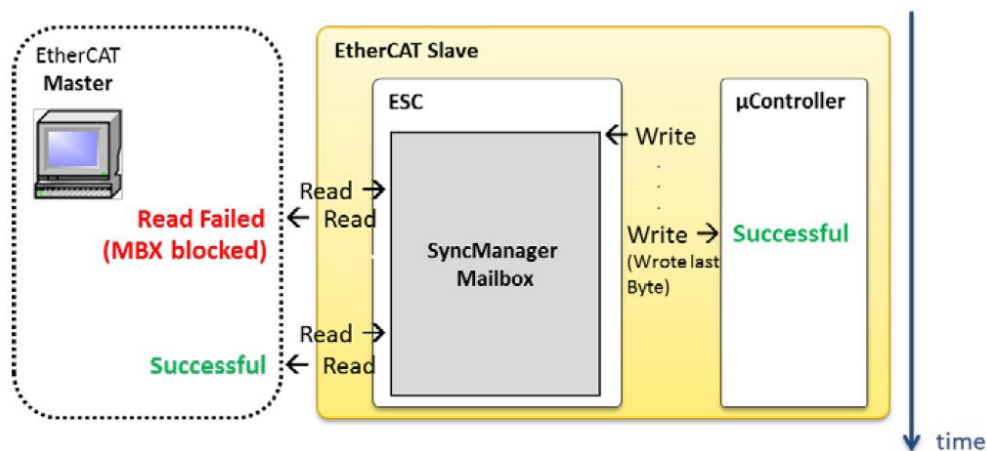 EtherCAT
Master
EtherCAT Slave
ESC
μController
← Write
.
.
.
Read →
Read Failed ← Read
(MBX blocked)
SyncManager
Mailbox
Write → Successful
(Wrote last
Byte)
Read →
Successful ← Read
time